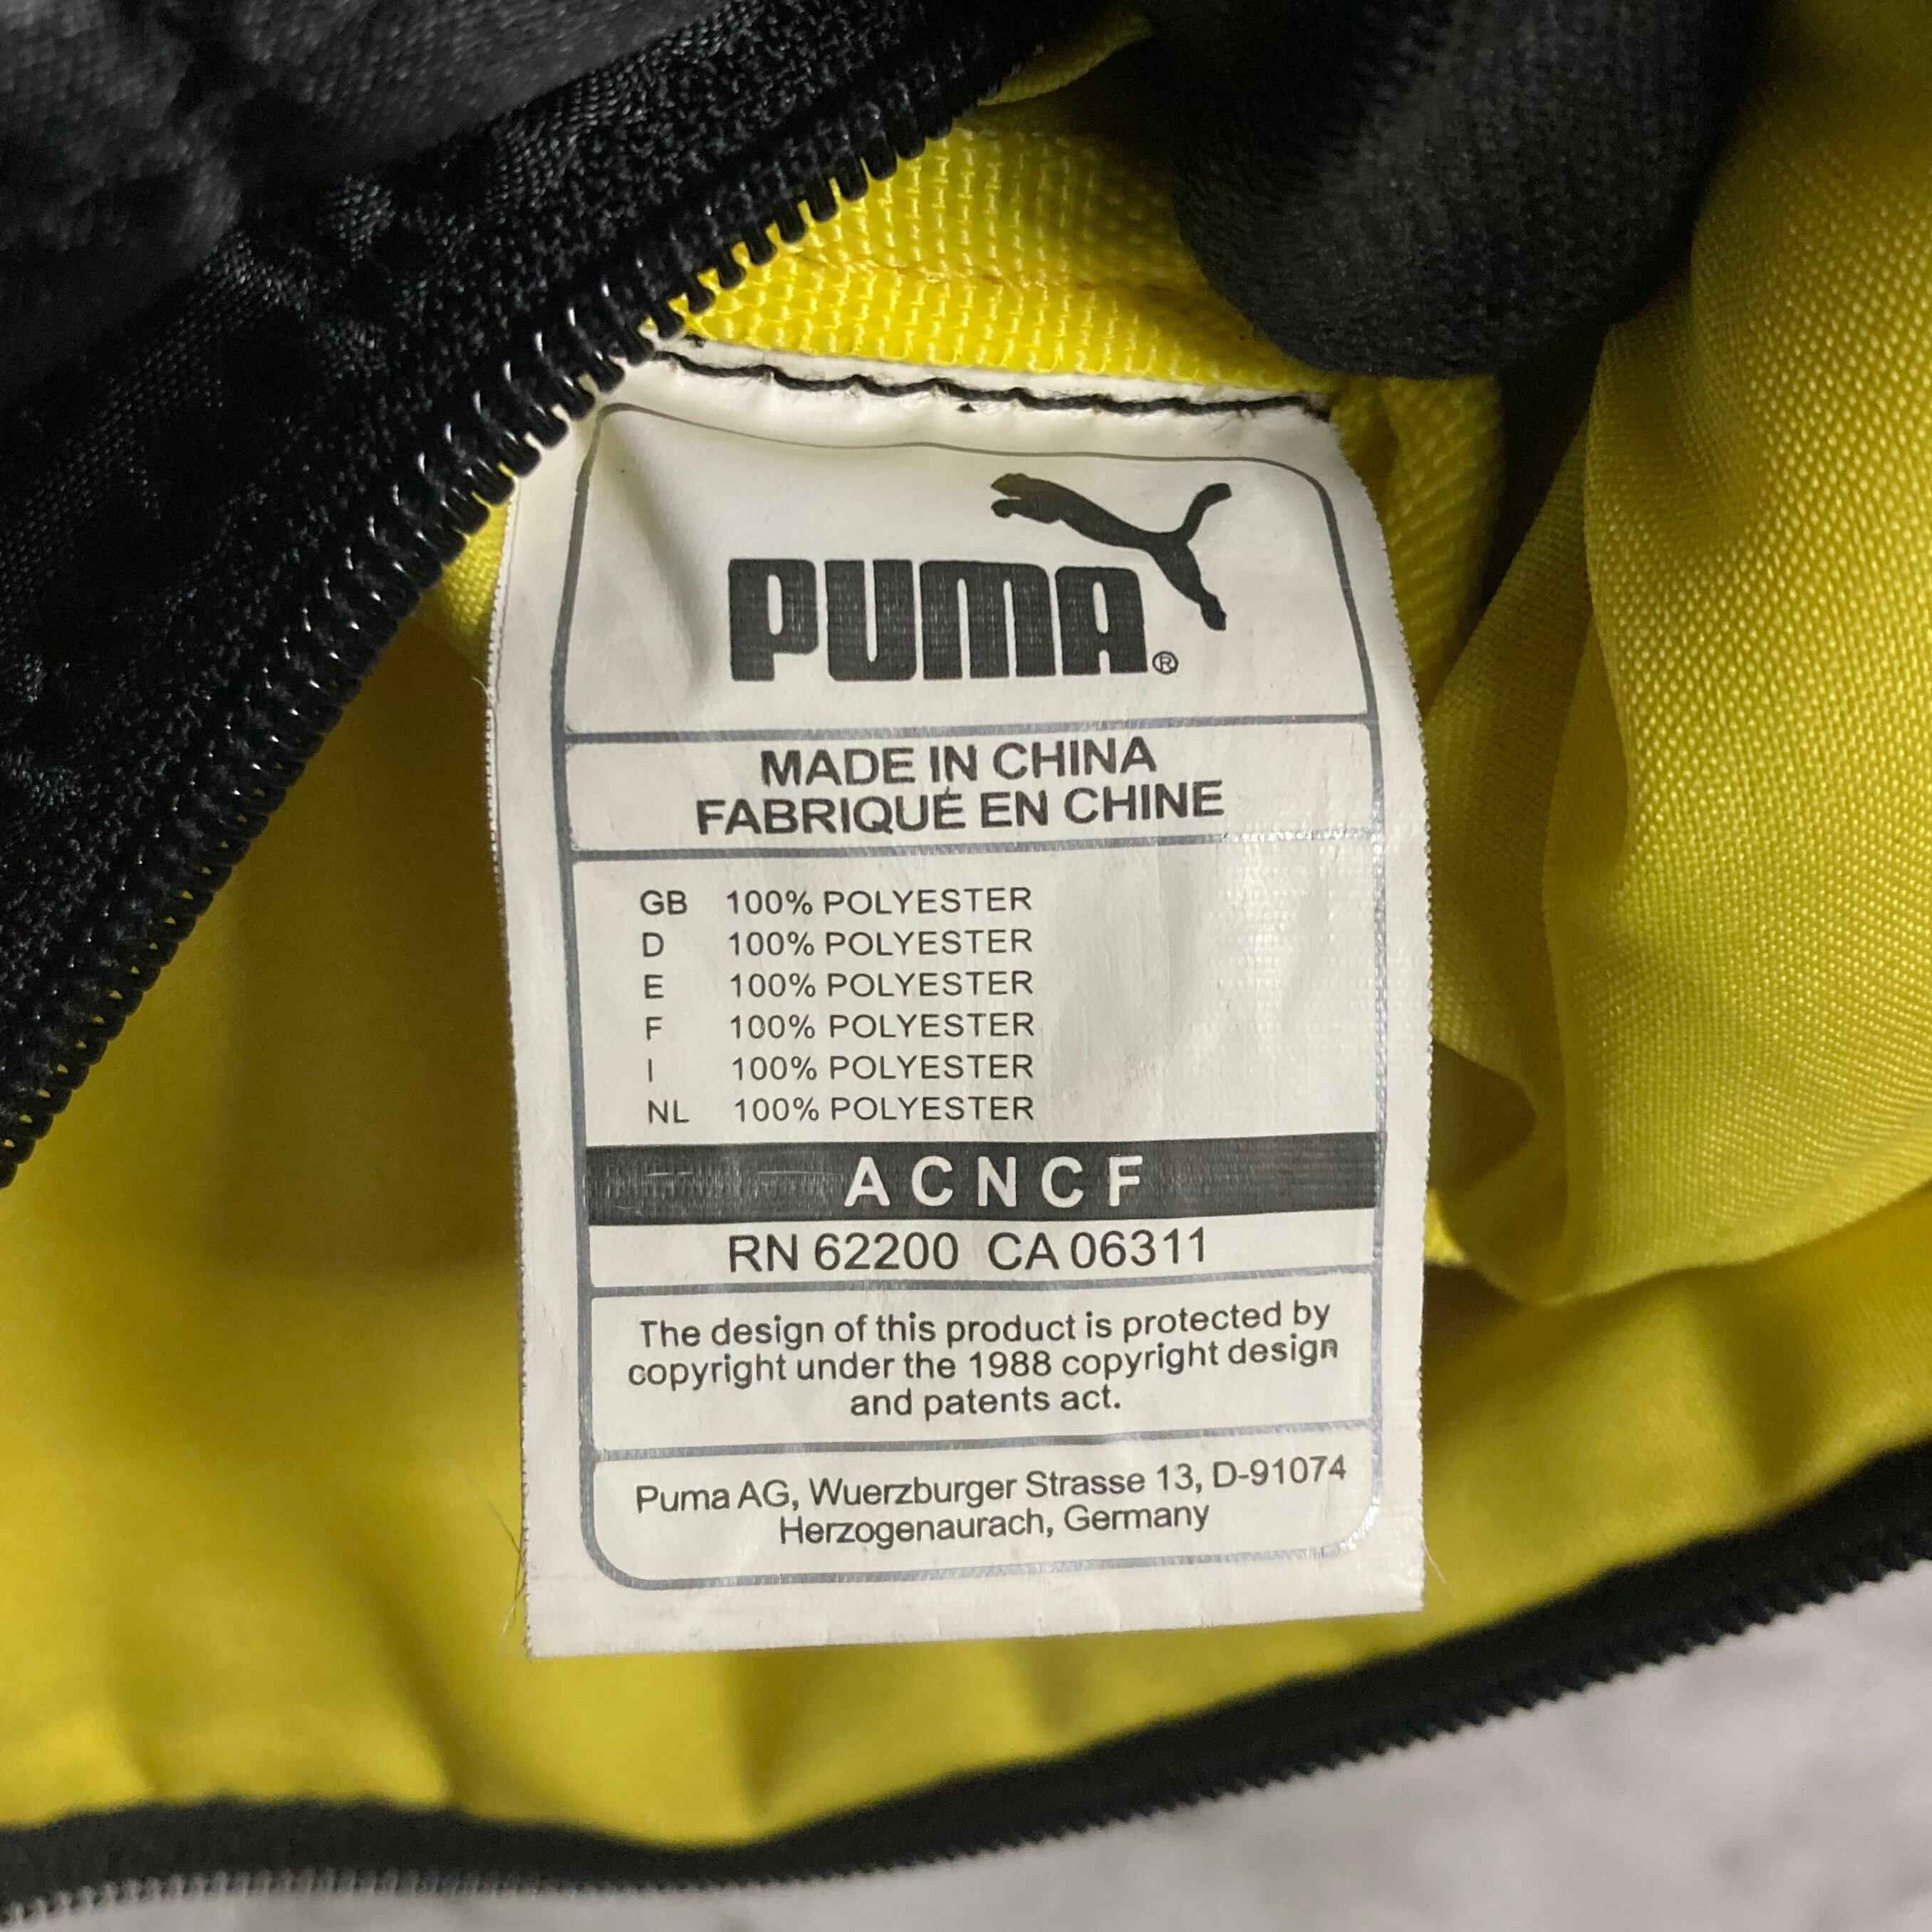 PUMA®
MADE IN CHINA
FABRIQUÉ EN CHINE
GB 100% POLYESTER
D 100% POLYESTER
E 100% POLYESTER
F 100% POLYESTER
I 100% POLYESTER
NL 100% POLYESTER
A C N C F
RN 62200 CA 06311
The design of this product is protected by
copyright under the 1988 copyright design
and patents act.
Puma AG, Wuerzburger Strasse 13, D-91074
Herzogenaurach, Germany